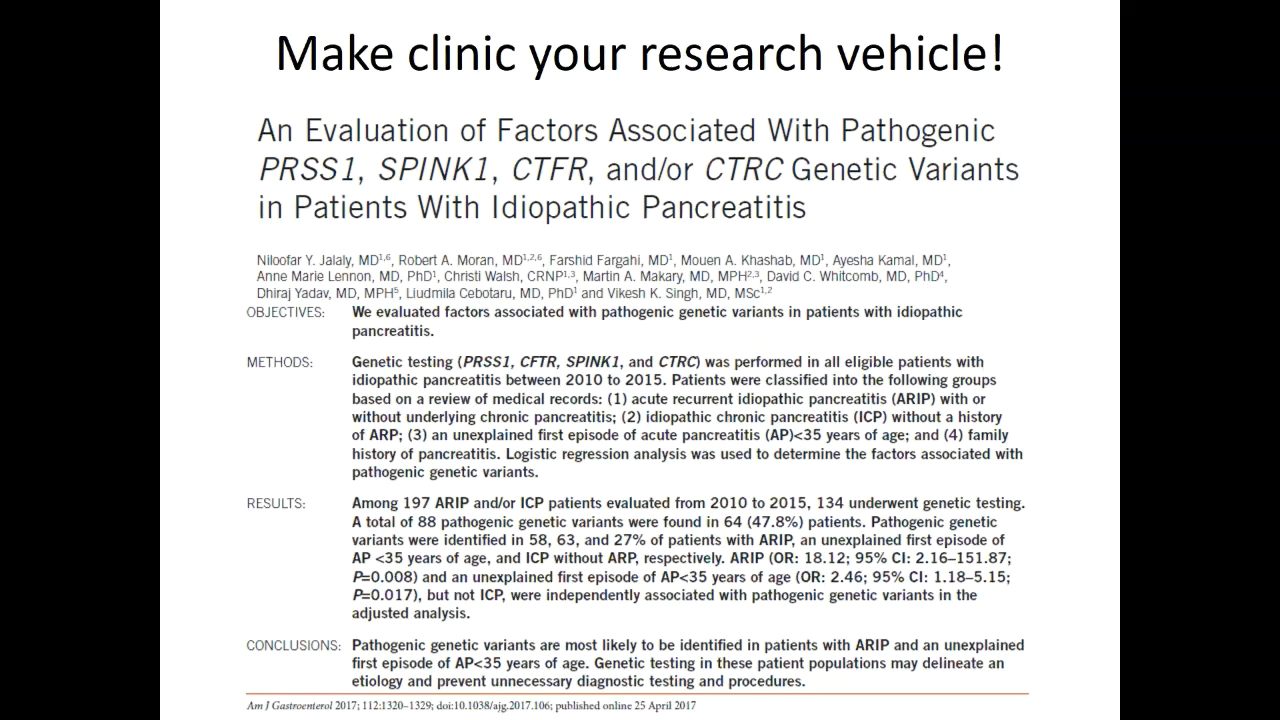 Make clinic your research vehicle!
An Evaluation of Factors Associated With Pathogenic
PRSS1, SPINK1, CTFR, and/or CTRC Genetic Variants
in Patients With Idiopathic Pancreatitis
Niloofar Y. Jalaly, MD1,6, Robert A. Moran, MD1,2,6, Farshid Fargahi, MD1, Mouen A. Khashab, MD1, Ayesha Kamal, MD1,
Anne Marie Lennon, MD, PhD1, Christi Walsh, CRNP1,3, Martin A. Makary, MD, MPH2,3, David C. Whitcomb, MD, PhD4,
Dhiraj Yadav, MD, MPH5, Liudmila Cebotaru, MD, PhD1 and Vikesh K. Singh, MD, MSc1,2
OBJECTIVES: We evaluated factors associated with pathogenic genetic variants in patients with idiopathic
pancreatitis.
METHODS: Genetic testing (PRSS1, CFTR, SPINK1, and CTRC) was performed in all eligible patients with
idiopathic pancreatitis between 2010 to 2015. Patients were classified into the following groups
based on a review of medical records: (1) acute recurrent idiopathic pancreatitis (ARIP) with or
without underlying chronic pancreatitis; (2) idiopathic chronic pancreatitis (ICP) without a history
of ARP; (3) an unexplained first episode of acute pancreatitis (AP)<35 years of age; and (4) family
history of pancreatitis. Logistic regression analysis was used to determine the factors associated with
pathogenic genetic variants.
RESULTS: Among 197 ARIP and/or ICP patients evaluated from 2010 to 2015, 134 underwent genetic testing.
A total of 88 pathogenic genetic variants were found in 64 (47.8%) patients. Pathogenic genetic
variants were identified in 58, 63, and 27% of patients with ARIP, an unexplained first episode of
AP <35 years of age, and ICP without ARP, respectively. ARIP (OR: 18.12; 95% CI: 2.16–151.87;
P=0.008) and an unexplained first episode of AP<35 years of age (OR: 2.46; 95% CI: 1.18–5.15;
P=0.017), but not ICP, were independently associated with pathogenic genetic variants in the
adjusted analysis.
CONCLUSIONS: Pathogenic genetic variants are most likely to be identified in patients with ARIP and an unexplained
first episode of AP<35 years of age. Genetic testing in these patient populations may delineate an
etiology and prevent unnecessary diagnostic testing and procedures.
Am J Gastroenterol 2017; 112:1320–1329; doi:10.1038/ajg.2017.106; published online 25 April 2017